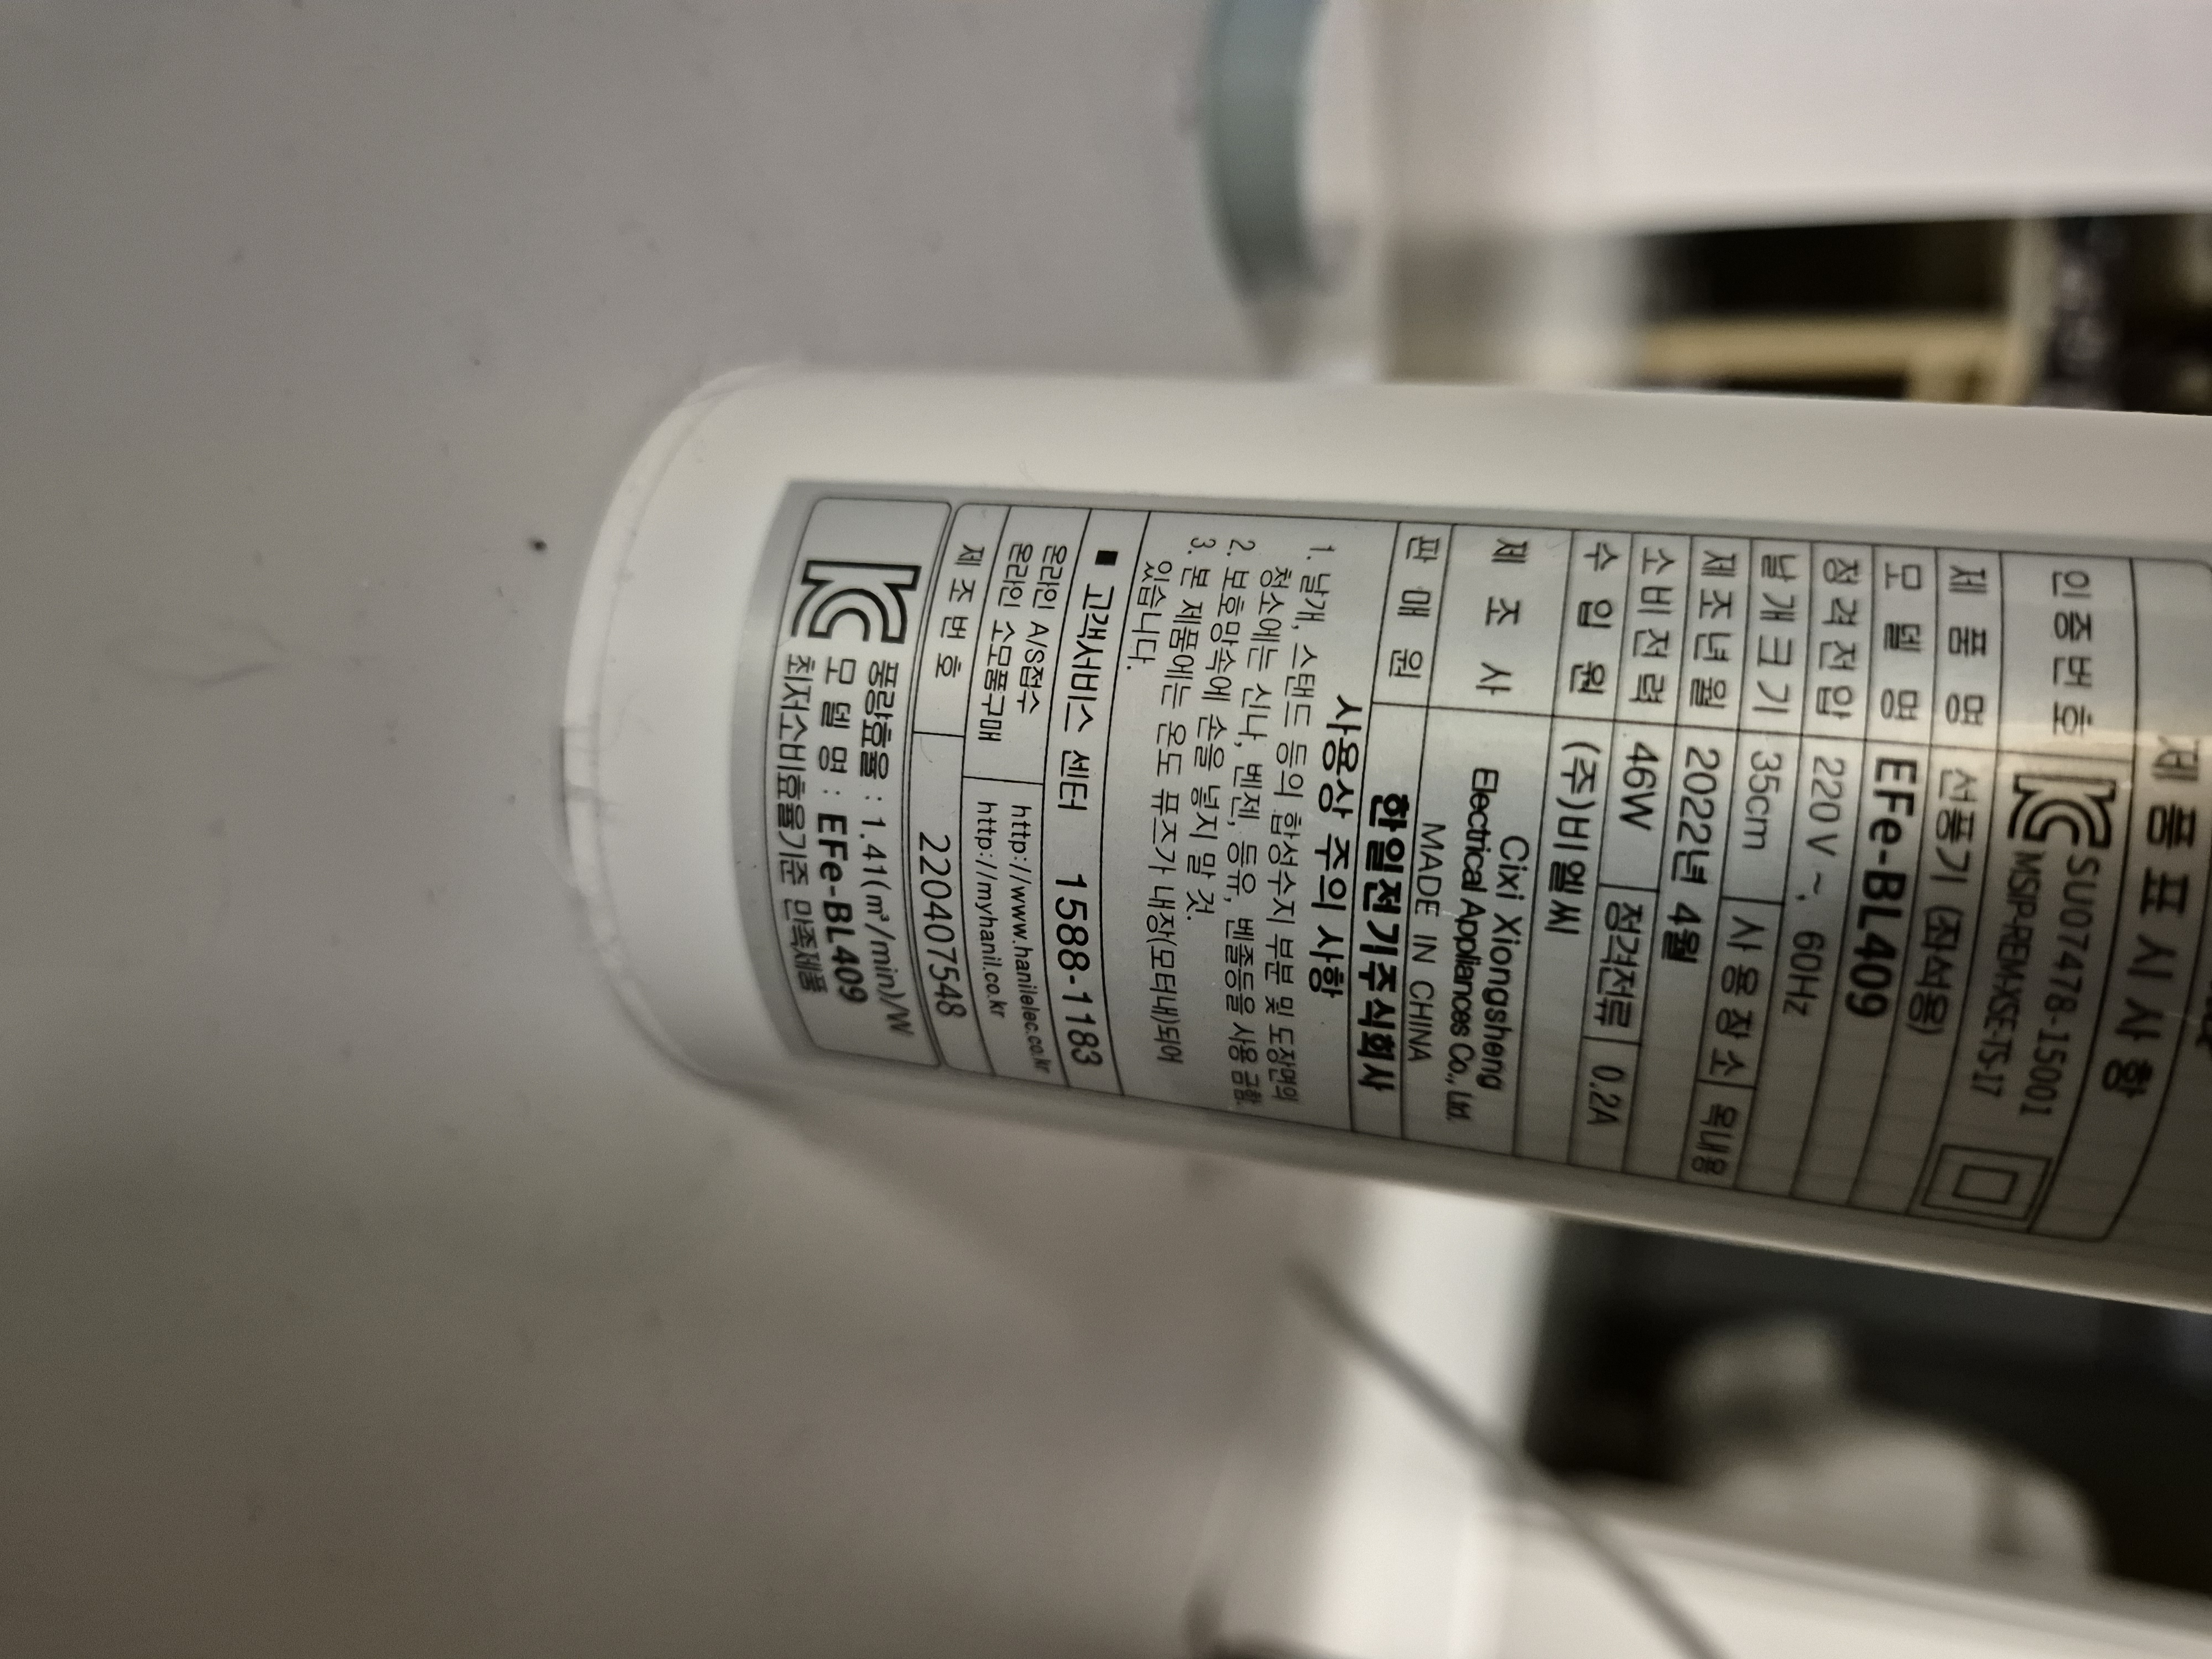 제품표시사항
인증번호 SU07478-15001
MSIP-REM-XSE-TS-17
제품명 선풍기 (좌석용)
모델명 EFe-BL409
정격전압 220V ~, 60Hz
날개크기 35cm 사용장소 옥내용
제조년월 2022년 4월
소비전력 46W 정격전류 0.2A
수입원 (주)비엘씨
제조사 Cixi Xiongsheng
Electrical Appliances Co., Ltd.
MADE IN CHINA
판매원 한일전기주식회사
사용상 주의 사항
1. 날개, 스탠드 등의 합성수지 부분 및 도장면의
청소에는 신나, 벤젠, 등유, 벤졸등을 사용 금함.
2. 보호망속에 손을 넣지 말 것.
3. 본 제품에는 온도 퓨즈가 내장(모터내)되어
있습니다.
■ 고객서비스 센터 1588-1183
온라인 A/S접수 http://www.hanilelec.co.kr
온라인 소모품구매 http://myhanil.co.kr
제조번호 220407548
풍량효율 : 1.41(m³/min)/W
모델명 : EFe-BL409
최저소비효율기준 만족제품